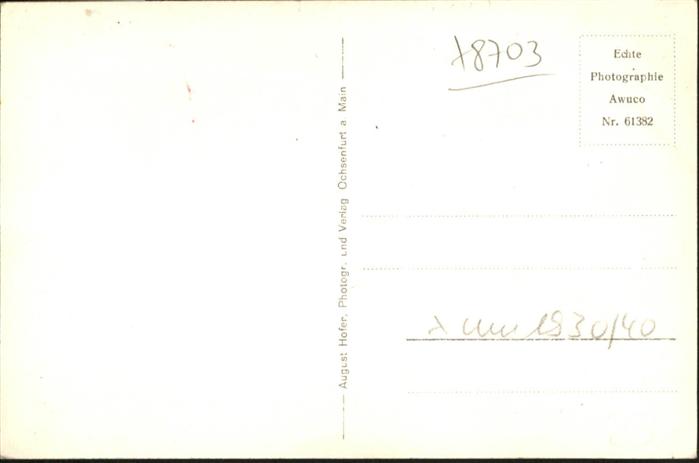 *8703
Echte
Photographie
Awuco
Nr. 61382
August Hofer, Photogr. und Verlag Ochsenfurt a Main
* um 1930/40